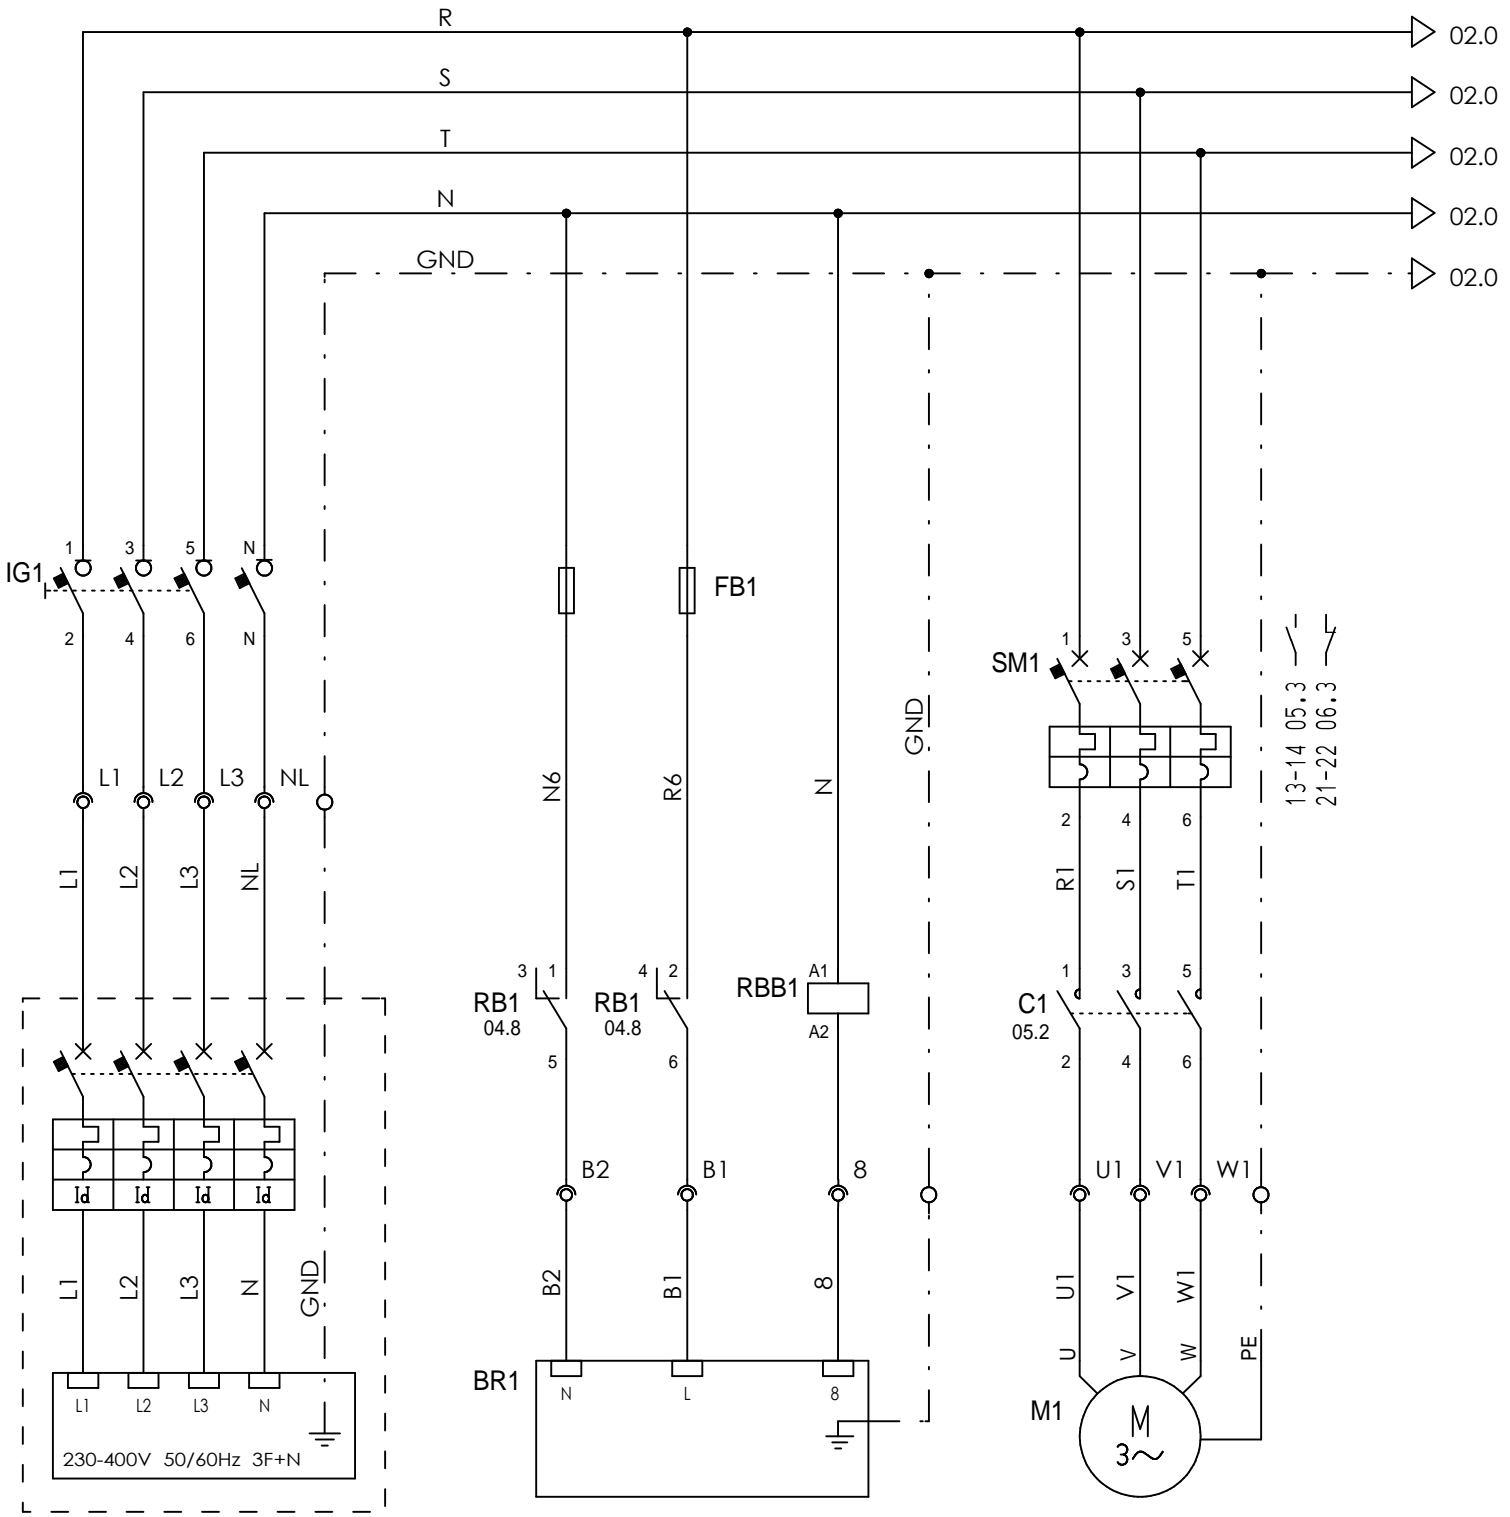 R
02.0
S
02.0
T
02.0
N
02.0
GND
02.0
1 3 5 N
IG1
2 4 6 N
FB1
1 3 5
SM1
13-14 05.3
21-22 06.3
GND
L1 L2 L3 NL
N6 R6 N
2 4 6
L1 L2 L3 NL
R1 S1 T1
3 1 4 2 A1 1 3 5
RB1 RB1 RBB1 C1
04.8 04.8 A2 05.2
5 6 2 4 6
B2 B1 8 U1 V1 W1
Id Id Id Id
L1 L2 L3 N GND
B2 B1 8 U1 V1 W1
U V W PE
BR1
N L 8
L1 L2 L3 N
M1
M
3~
230-400V 50/60Hz 3F+N